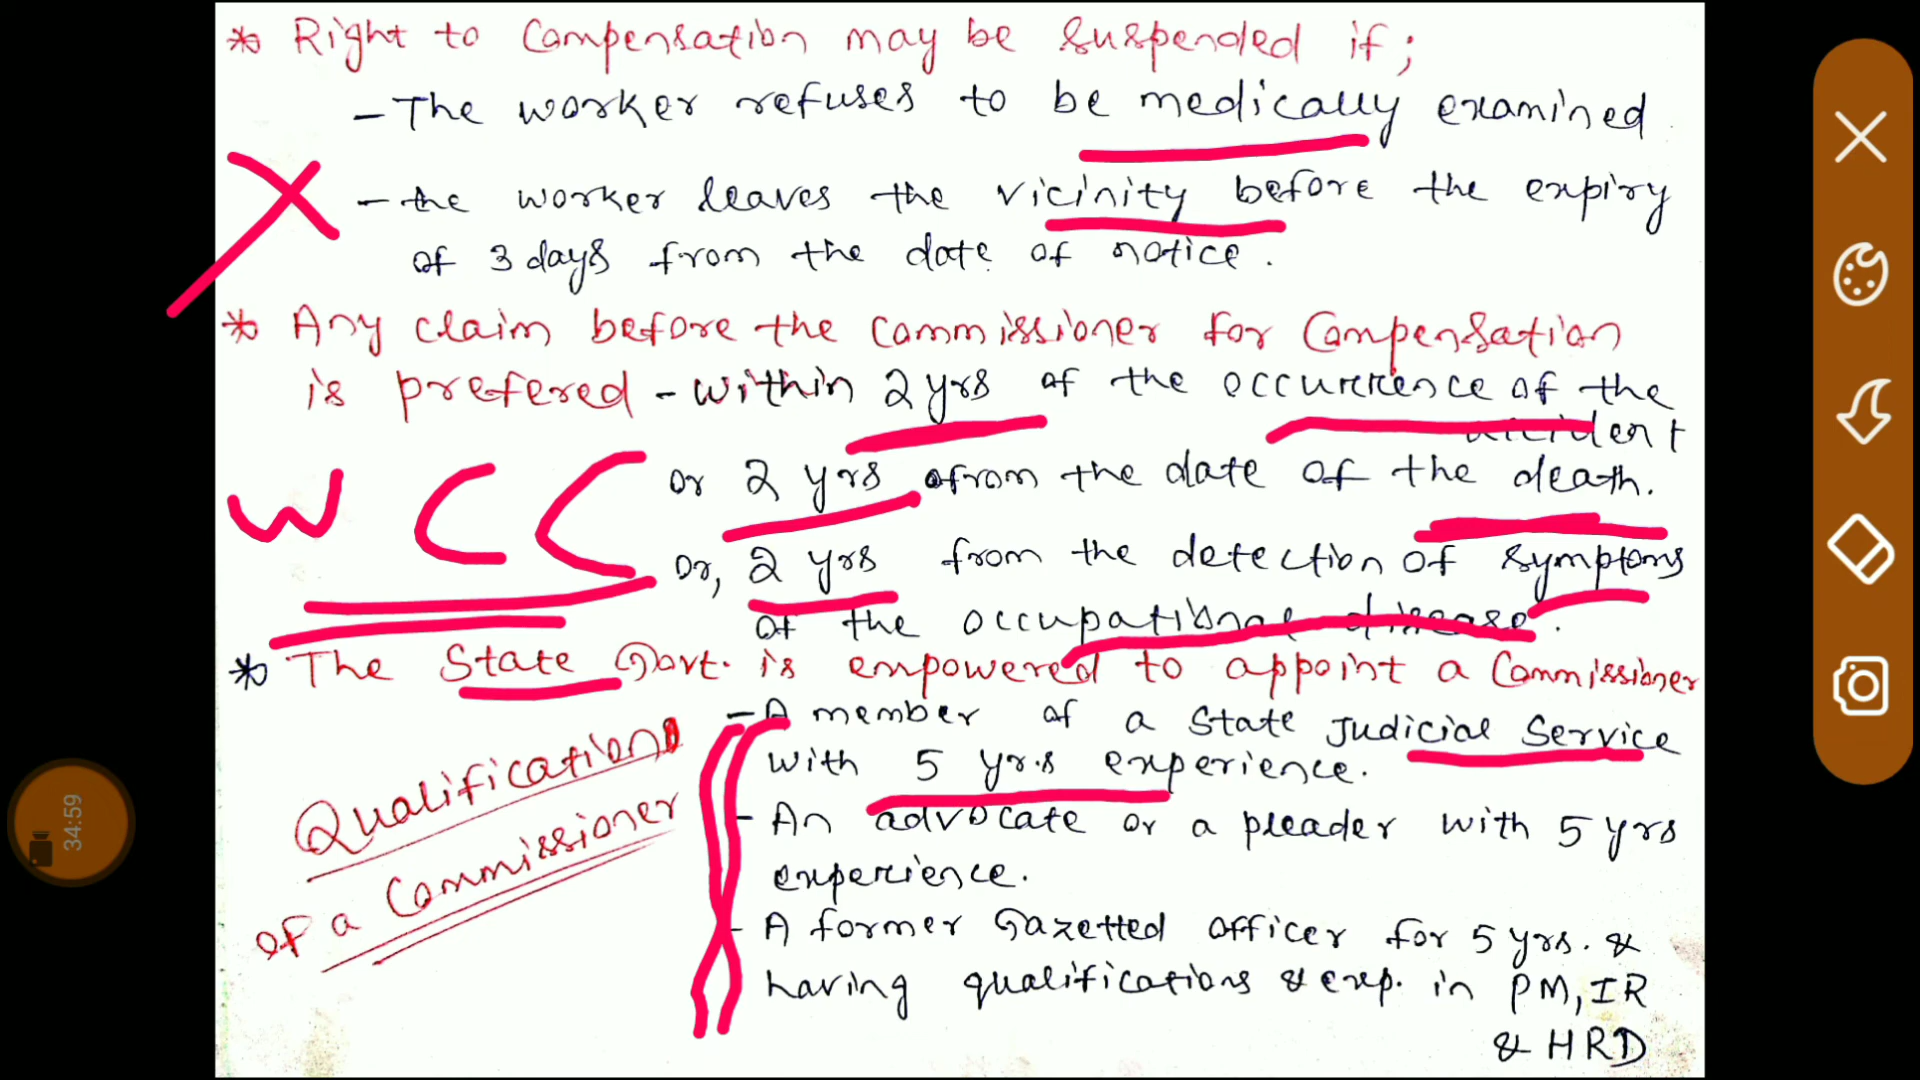 * Right to Compensation may be suspended if;
- The worker refuses to be medically examined
- the worker leaves the vicinity before the expiry
of 3 days from the date of notice.
* Any claim before the Commissioner for Compensation
is prefered - within 2 yrs of the occurrence of the
accident
or 2 yrs from the date of the death.
or, 2 yrs from the detection of symptoms
of the occupational disease.
W C C
* The State Govt. is empowered to appoint a Commissioner
- A member of a State Judicial Service
with 5 yrs experience.
- An advocate or a pleader with 5 yrs
experience.
- A former Gazetted officer for 5 yrs. &
having qualifications & exp. in PM, IR
& HRD
Qualifications
of a Commissioner
34:59